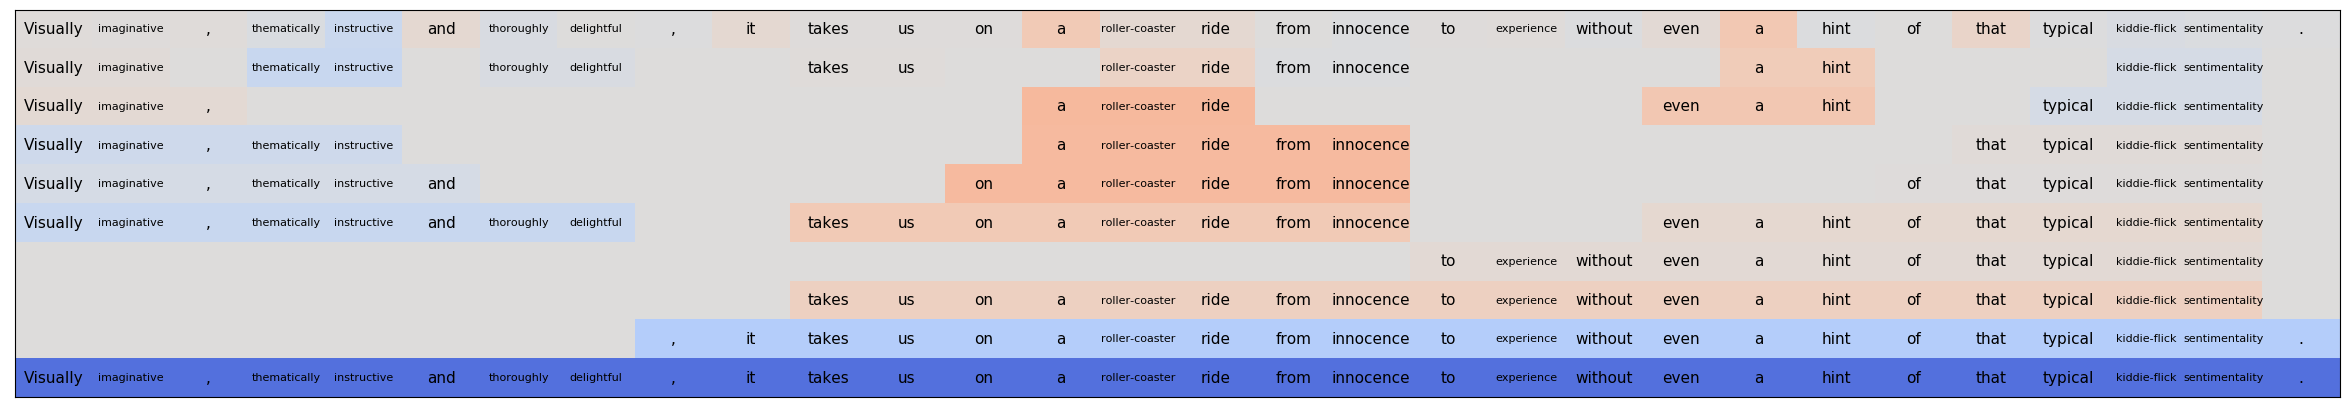 Visually imaginative , thematically instructive and thoroughly delightful , it takes us on a roller-coaster ride from innocence to experience without even a hint of that typical kiddie-flick sentimentality .
Visually imaginative thematically instructive thoroughly delightful takes us roller-coaster ride from innocence a hint kiddie-flick sentimentality
Visually imaginative , a roller-coaster ride even a hint typical kiddie-flick sentimentality
Visually imaginative , thematically instructive a roller-coaster ride from innocence that typical kiddie-flick sentimentality
Visually imaginative , thematically instructive and on a roller-coaster ride from innocence of that typical kiddie-flick sentimentality
Visually imaginative , thematically instructive and thoroughly delightful takes us on a roller-coaster ride from innocence even a hint of that typical kiddie-flick sentimentality
to experience without even a hint of that typical kiddie-flick sentimentality
takes us on a roller-coaster ride from innocence to experience without even a hint of that typical kiddie-flick sentimentality
, it takes us on a roller-coaster ride from innocence to experience without even a hint of that typical kiddie-flick sentimentality .
Visually imaginative , thematically instructive and thoroughly delightful , it takes us on a roller-coaster ride from innocence to experience without even a hint of that typical kiddie-flick sentimentality .